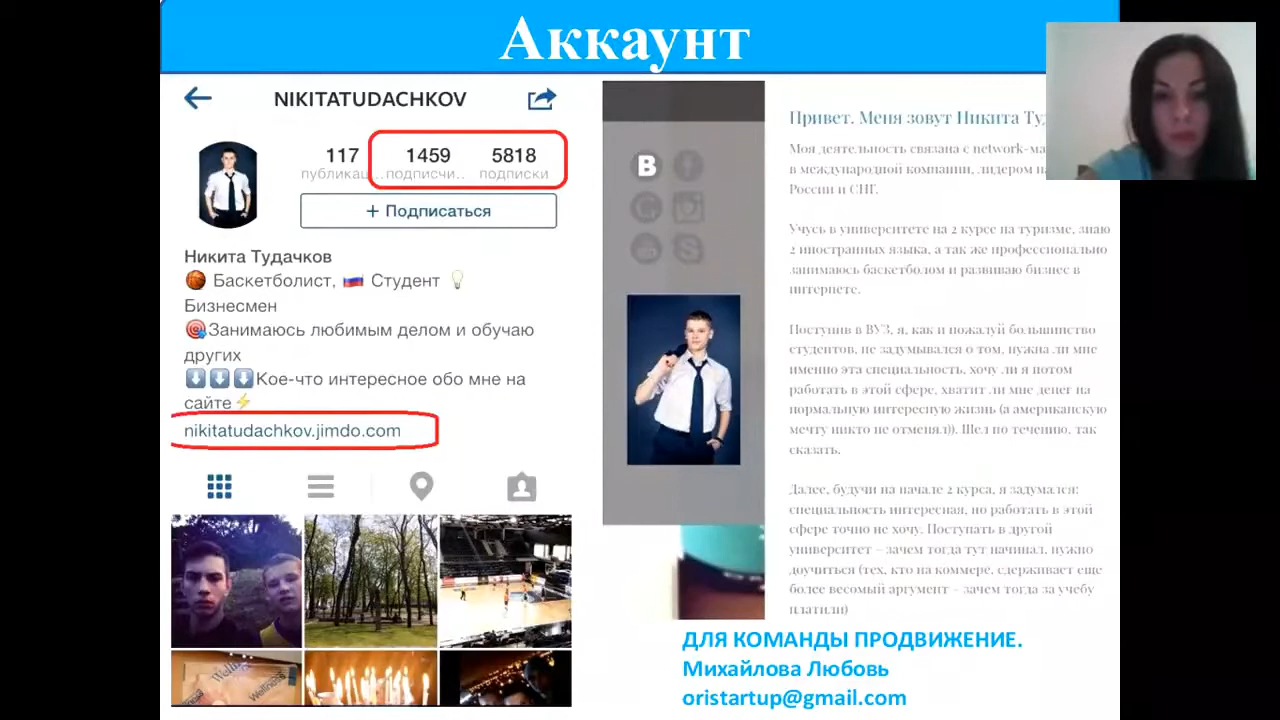 Аккаунт
NIKITATUDACHKOV
117 1459 5818
публикац... подписчи... подписки
+ Подписаться
Никита Тудачков
Баскетболист, Студент
Бизнесмен
Занимаюсь любимым делом и обучаю
других
Кое-что интересное обо мне на
сайте
nikitatudachkov.jimdo.com
Привет. Меня зовут Никита
Моя деятельность связана с
в международной компании, лидером
России и СНГ.
Учусь в университете на 2 курсе на туризме, знаю
2 иностранных языка, а так же профессионально
занимаюсь баскетболом и развиваю бизнес в
интернете.
Поступив в ВУЗ, я, как и пожалуй большинство
студентов, не задумывался о том, нужна ли мне
именно эта специальность, хочу ли я потом
работать в этой сфере, хватит ли мне денег на
нормальную интересную жизнь (а американскую
мечту никто не отменял)). Шел по течению, так
сказать.
Далее, будучи на начале 2 курса, я задумался:
специальность интересная, но работать в этой
сфере точно не хочу. Поступать в другой
университет – зачем тогда тут начинал, нужно
доучиться (тех, кто на коммере, сдерживает еще
более весомый аргумент – зачем тогда за учебу
платили)
ДЛЯ КОМАНДЫ ПРОДВИЖЕНИЕ.
Михайлова Любовь
oristartup@gmail.com